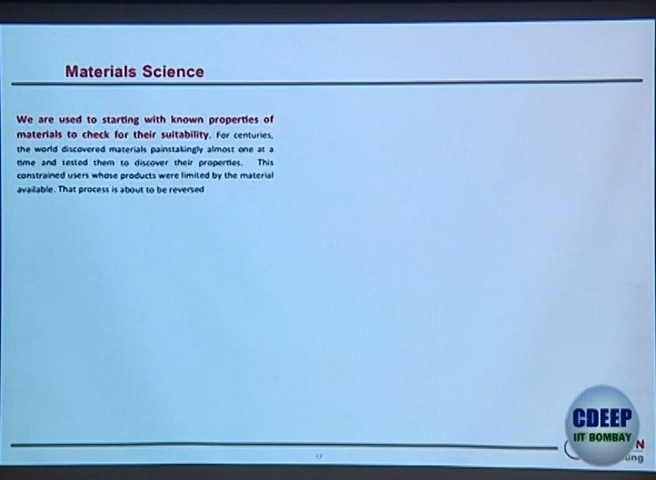 Materials Science
We are used to starting with known properties of
materials to check for their suitability. For centuries,
the world discovered materials painstakingly almost one at a
time and tested them to discover their properties. This
constrained users whose products were limited by the material
available. That process is about to be reversed
CDEEP
IIT BOMBAY
N